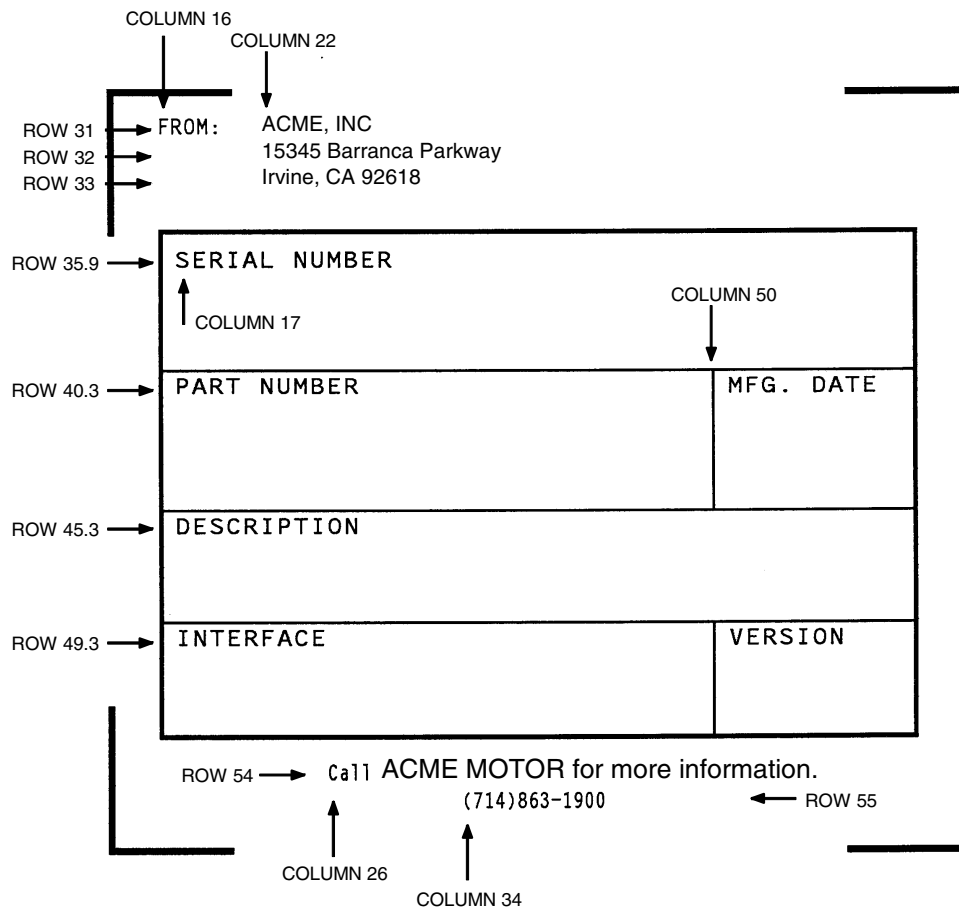 COLUMN 16
COLUMN 22
ROW 31 FROM: ACME, INC
ROW 32 15345 Barranca Parkway
ROW 33 Irvine, CA 92618
ROW 35.9 SERIAL NUMBER
COLUMN 17
COLUMN 50
ROW 40.3 PART NUMBER MFG. DATE
ROW 45.3 DESCRIPTION
ROW 49.3 INTERFACE VERSION
ROW 54 Call ACME MOTOR for more information.
(714)863-1900 ROW 55
COLUMN 26
COLUMN 34